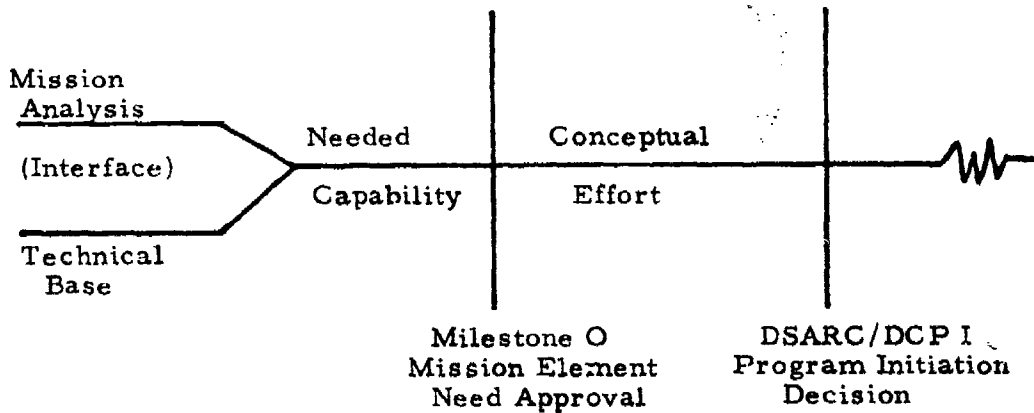 Mission
Analysis
(Interface)
Technical
Base
Needed
Capability
Conceptual
Effort
Milestone O
Mission Element
Need Approval
DSARC/DCP I
Program Initiation
Decision